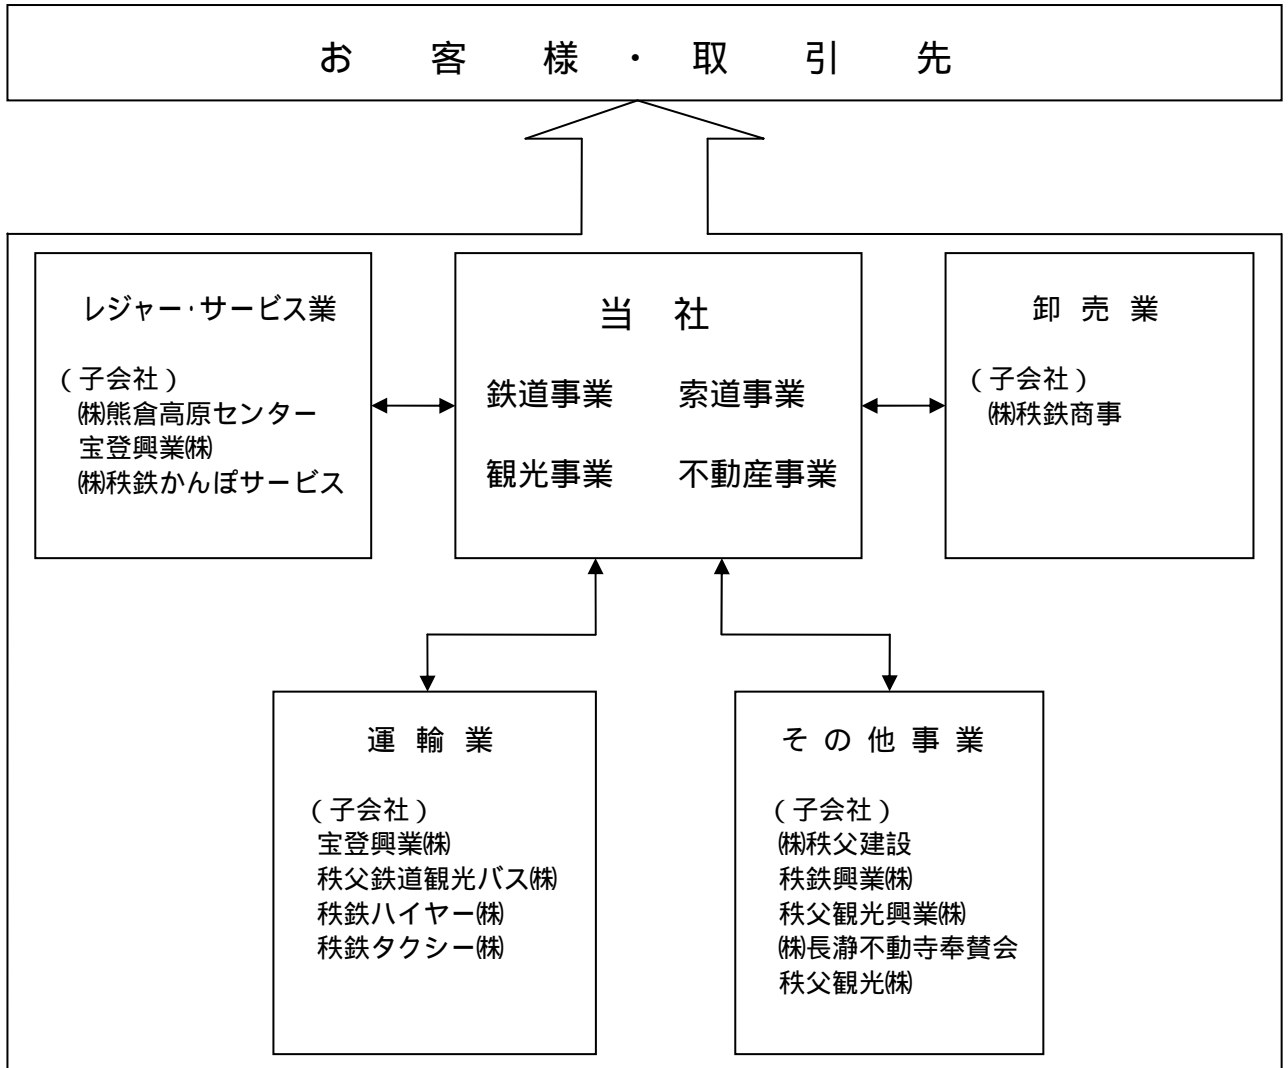 お客様・取引先
レジャー・サービス業
(子会社)
㈱熊倉高原センター
宝登興業㈱
㈱秩鉄かんぽサービス
当社
鉄道事業 索道事業
観光事業 不動産事業
卸売業
(子会社)
㈱秩鉄商事
運輸業
(子会社)
宝登興業㈱
秩父鉄道観光バス㈱
秩鉄ハイヤー㈱
秩鉄タクシー㈱
その他事業
(子会社)
㈱秩父建設
秩鉄興業㈱
秩父観光興業㈱
㈱長瀞不動寺奉賛会
秩父観光㈱